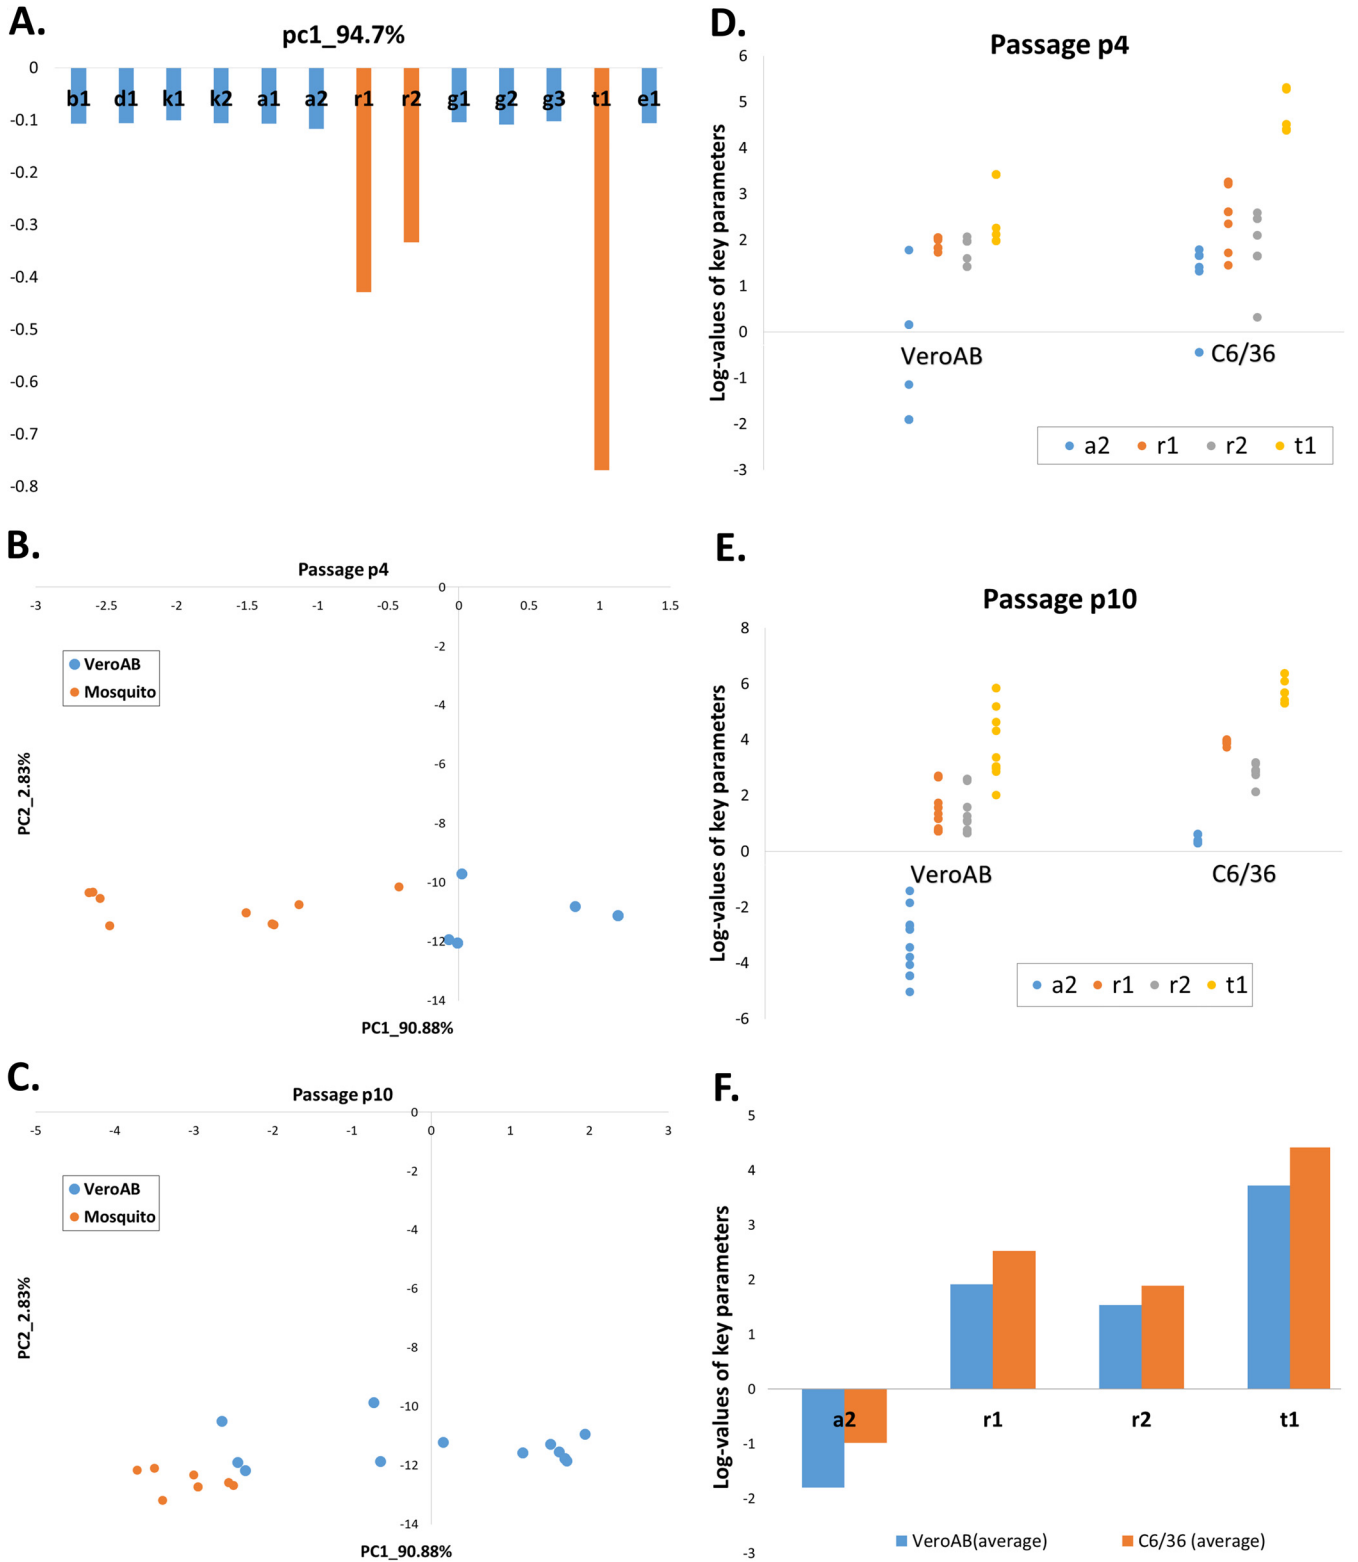 A.
pc1_94.7%
0
b1 d1 k1 k2 a1 a2 r1 r2 g1 g2 g3 t1 e1
-0.1
-0.2
-0.3
-0.4
-0.5
-0.6
-0.7
-0.8
B.
Passage p4
0
-3 -2.5 -2 -1.5 -1 -0.5 0 0.5 1 1.5
-2
VeroAB
Mosquito
-4
-6
-8
-10
-12
-14
PC2_2.83%
PC1_90.88%
C.
Passage p10
0
-5 -4 -3 -2 -1 0 1 2 3
-2
VeroAB
Mosquito
-4
-6
-8
-10
-12
-14
PC2_2.83%
PC1_90.88%
D.
Passage p4
Log-values of key parameters
6
5
4
3
2
1
0
VeroAB C6/36
-1
-2
a2 r1 r2 t1
-3
E.
Passage p10
Log-values of key parameters
8
6
4
2
0
VeroAB C6/36
-2
-4
a2 r1 r2 t1
-6
F.
Log-values of key parameters
5
4
3
2
1
0
a2 r1 r2 t1
-1
-2
VeroAB(average) C6/36 (average)
-3